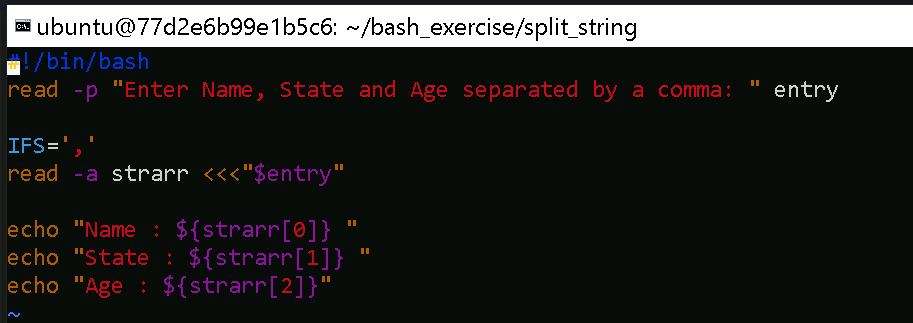 ubuntu@77d2e6b99e1b5c6: ~/bash_exercise/split_string
#!/bin/bash
read -p "Enter Name, State and Age separated by a comma: " entry
IFS=','
read -a strarr <<<"$entry"
echo "Name : ${strarr[0]} "
echo "State : ${strarr[1]} "
echo "Age : ${strarr[2]}"
~